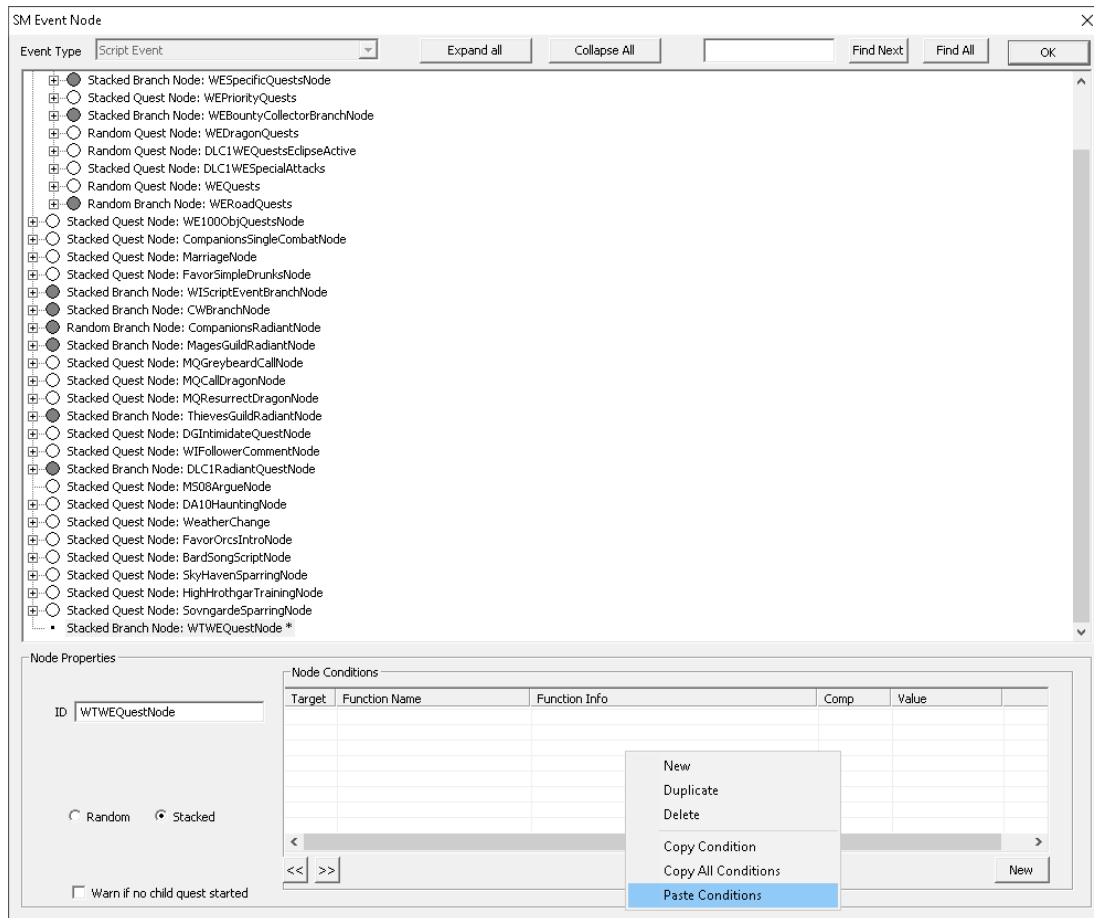 SM Event Node
Event Type Script Event Expand all Collapse All Find Next Find All OK
Stacked Branch Node: WESpecificQuestsNode
Stacked Quest Node: WEPriorityQuests
Stacked Branch Node: WEBountyCollectorBranchNode
Random Quest Node: WEDragonQuests
Random Quest Node: DLC1WEQuestsEclipseActive
Stacked Quest Node: DLC1WESpecialAttacks
Random Quest Node: WEQuests
Random Branch Node: WERoadQuests
Stacked Quest Node: WE100ObjQuestsNode
Stacked Quest Node: CompanionsSingleCombatNode
Stacked Quest Node: MarriageNode
Stacked Quest Node: FavorSimpleDrunksNode
Stacked Branch Node: WIScriptEventBranchNode
Stacked Branch Node: CWBranchNode
Random Branch Node: CompanionsRadiantNode
Stacked Branch Node: MagesGuildRadiantNode
Stacked Quest Node: MQGreybeardCallNode
Stacked Quest Node: MQCallDragonNode
Stacked Quest Node: MQResurrectDragonNode
Stacked Branch Node: ThievesGuildRadiantNode
Stacked Quest Node: DGIntimidateQuestNode
Stacked Quest Node: WIFollowerCommentNode
Stacked Branch Node: DLC1RadiantQuestNode
Stacked Quest Node: MS08ArgueNode
Stacked Quest Node: DA10HauntingNode
Stacked Quest Node: WeatherChange
Stacked Quest Node: FavorOrcsIntroNode
Stacked Quest Node: BardSongScriptNode
Stacked Quest Node: SkyHavenSparringNode
Stacked Quest Node: HighHrothgarTrainingNode
Stacked Quest Node: SovngardeSparringNode
Stacked Branch Node: WTWEQuestNode *
Node Properties
Node Conditions
Target Function Name Function Info Comp Value
ID WTWEQuestNode
Random Stacked
Warn if no child quest started
<< >>
New
New
Duplicate
Delete
Copy Condition
Copy All Conditions
Paste Conditions